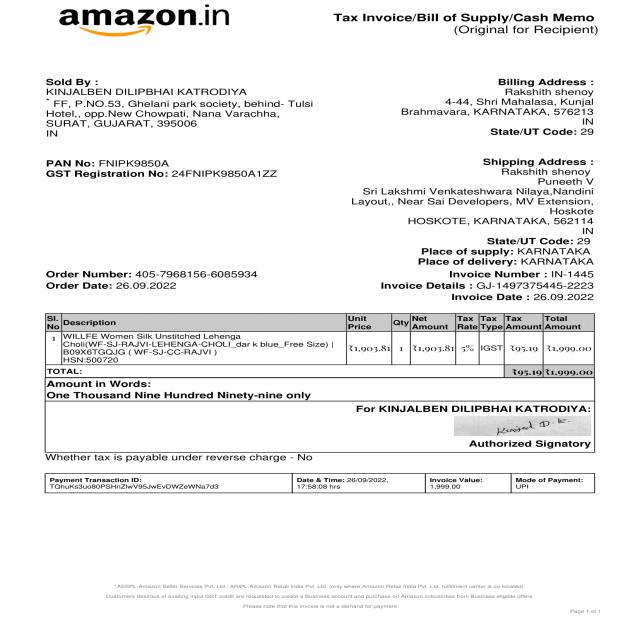 amazon.in
Tax Invoice/Bill of Supply/Cash Memo
(Original for Recipient)
Sold By :
KINJALBEN DILIPBHAI KATRODIYA
* FF, P.NO.53, Ghelani park society, behind- Tulsi
Hotel,, opp.New Chowpati, Nana Varachha,
SURAT, GUJARAT, 395006
IN
Billing Address :
Rakshith shenoy
4-44, Shri Mahalasa, Kunjal
Brahmavara, KARNATAKA, 576213
IN
State/UT Code: 29
PAN No: FNIPK9850A
GST Registration No: 24FNIPK9850A1ZZ
Shipping Address :
Rakshith shenoy
Puneeth V
Sri Lakshmi Venkateshwara Nilaya,Nandini
Layout,, Near Sai Developers, MV Extension,
Hoskote
HOSKOTE, KARNATAKA, 562114
IN
State/UT Code: 29
Place of supply: KARNATAKA
Place of delivery: KARNATAKA
Order Number: 405-7968156-6085934
Order Date: 26.09.2022
Invoice Number : IN-1445
Invoice Details : GJ-1497375445-2223
Invoice Date : 26.09.2022
Sl. No Description Unit Price Qty Net Amount Tax Rate Tax Type Tax Amount Total Amount
1 WILLFE Women Silk Unstitched Lehenga
Choli(WF-SJ-RAJVI-LEHENGA-CHOLI_dar k blue_Free Size) | ₹1,903.81 1 ₹1,903.81 5% IGST ₹95.19 ₹1,999.00
B09X6TGQJG ( WF-SJ-CC-RAJVI )
HSN:500720
TOTAL: ₹95.19 ₹1,999.00
Amount in Words:
One Thousand Nine Hundred Ninety-nine only
For KINJALBEN DILIPBHAI KATRODIYA:
Kinjal D. K.
Authorized Signatory
Whether tax is payable under reverse charge - No
Payment Transaction ID: Date & Time: 26/09/2022, Invoice Value: Mode of Payment:
TQhuKs3uo80PSHnZIwV95JwEvDWZeWNa7d3 17:58:08 hrs 1,999.00 UPI
*ASSPL-Amazon Seller Services Pvt. Ltd., ARIPL-Amazon Retail India Pvt. Ltd. (only where Amazon Retail India Pvt. Ltd. fulfillment center is co-located)
Customers desirous of availing input GST credit are requested to create a Business account and purchase on Amazon.in/business from Business eligible offers
Please note that this invoice is not a demand for payment
Page 1 of 1